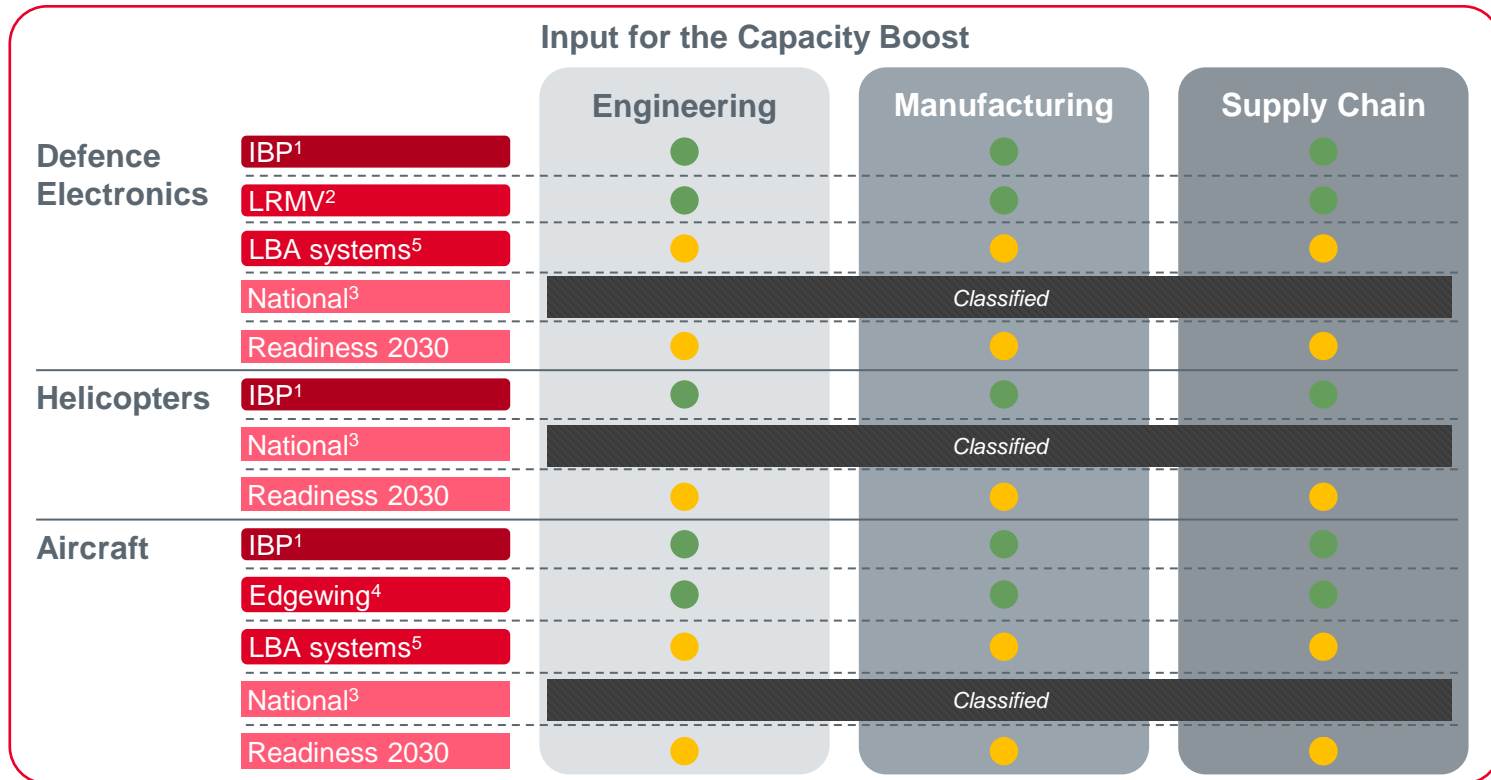 Input for the Capacity Boost
Engineering
Manufacturing
Supply Chain
Defence
Electronics
IBP¹
LRMV²
LBA systems⁵
National³
Classified
Readiness 2030
Helicopters
IBP¹
National³
Classified
Readiness 2030
Aircraft
IBP¹
Edgewing⁴
LBA systems⁵
National³
Classified
Readiness 2030